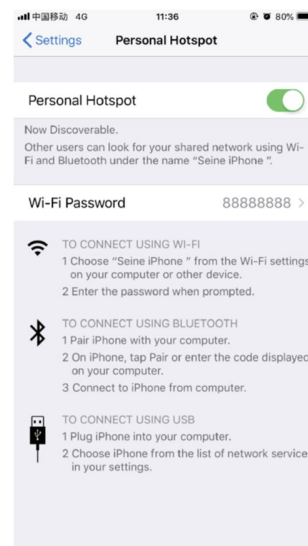 中国移动 4G 11:36 80%
Settings Personal Hotspot
Personal Hotspot
Now Discoverable.
Other users can look for your shared network using Wi-
Fi and Bluetooth under the name “Seine iPhone ”.
Wi-Fi Password 88888888
TO CONNECT USING WI-FI
1 Choose “Seine iPhone ” from the Wi-Fi settings
on your computer or other device.
2 Enter the password when prompted.
TO CONNECT USING BLUETOOTH
1 Pair iPhone with your computer.
2 On iPhone, tap Pair or enter the code displayed
on your computer.
3 Connect to iPhone from computer.
TO CONNECT USING USB
1 Plug iPhone into your computer.
2 Choose iPhone from the list of network service
in your settings.